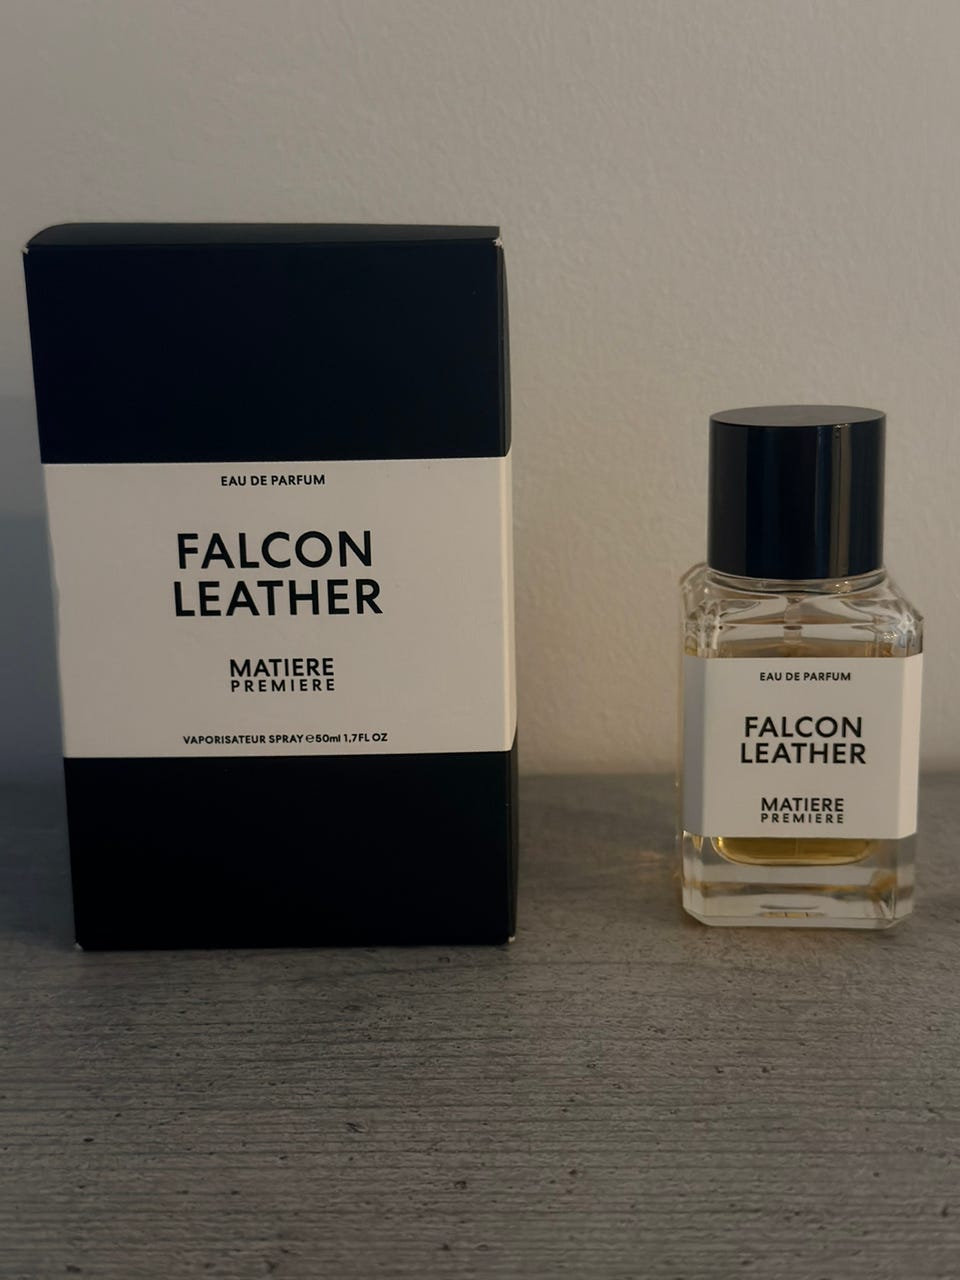 EAU DE PARFUM
FALCON
LEATHER
MATIERE
PREMIERE
VAPORISATEUR SPRAY ℮50ml 1,7FL OZ
EAU DE PARFUM
FALCON
LEATHER
MATIERE
PREMIERE